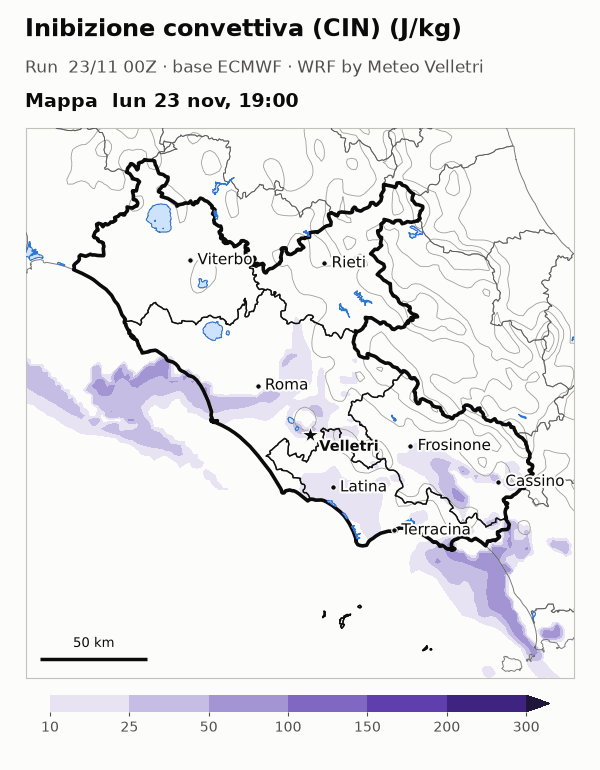 Inibizione convettiva (CIN) (J/kg)
Run  23/11 00Z · base ECMWF · WRF by Meteo Velletri
Mappa  lun 23 nov, 19:00
Viterbo
Rieti
Roma
Velletri
Frosinone
Cassino
Latina
Terracina
50 km
10 25 50 100 150 200 300